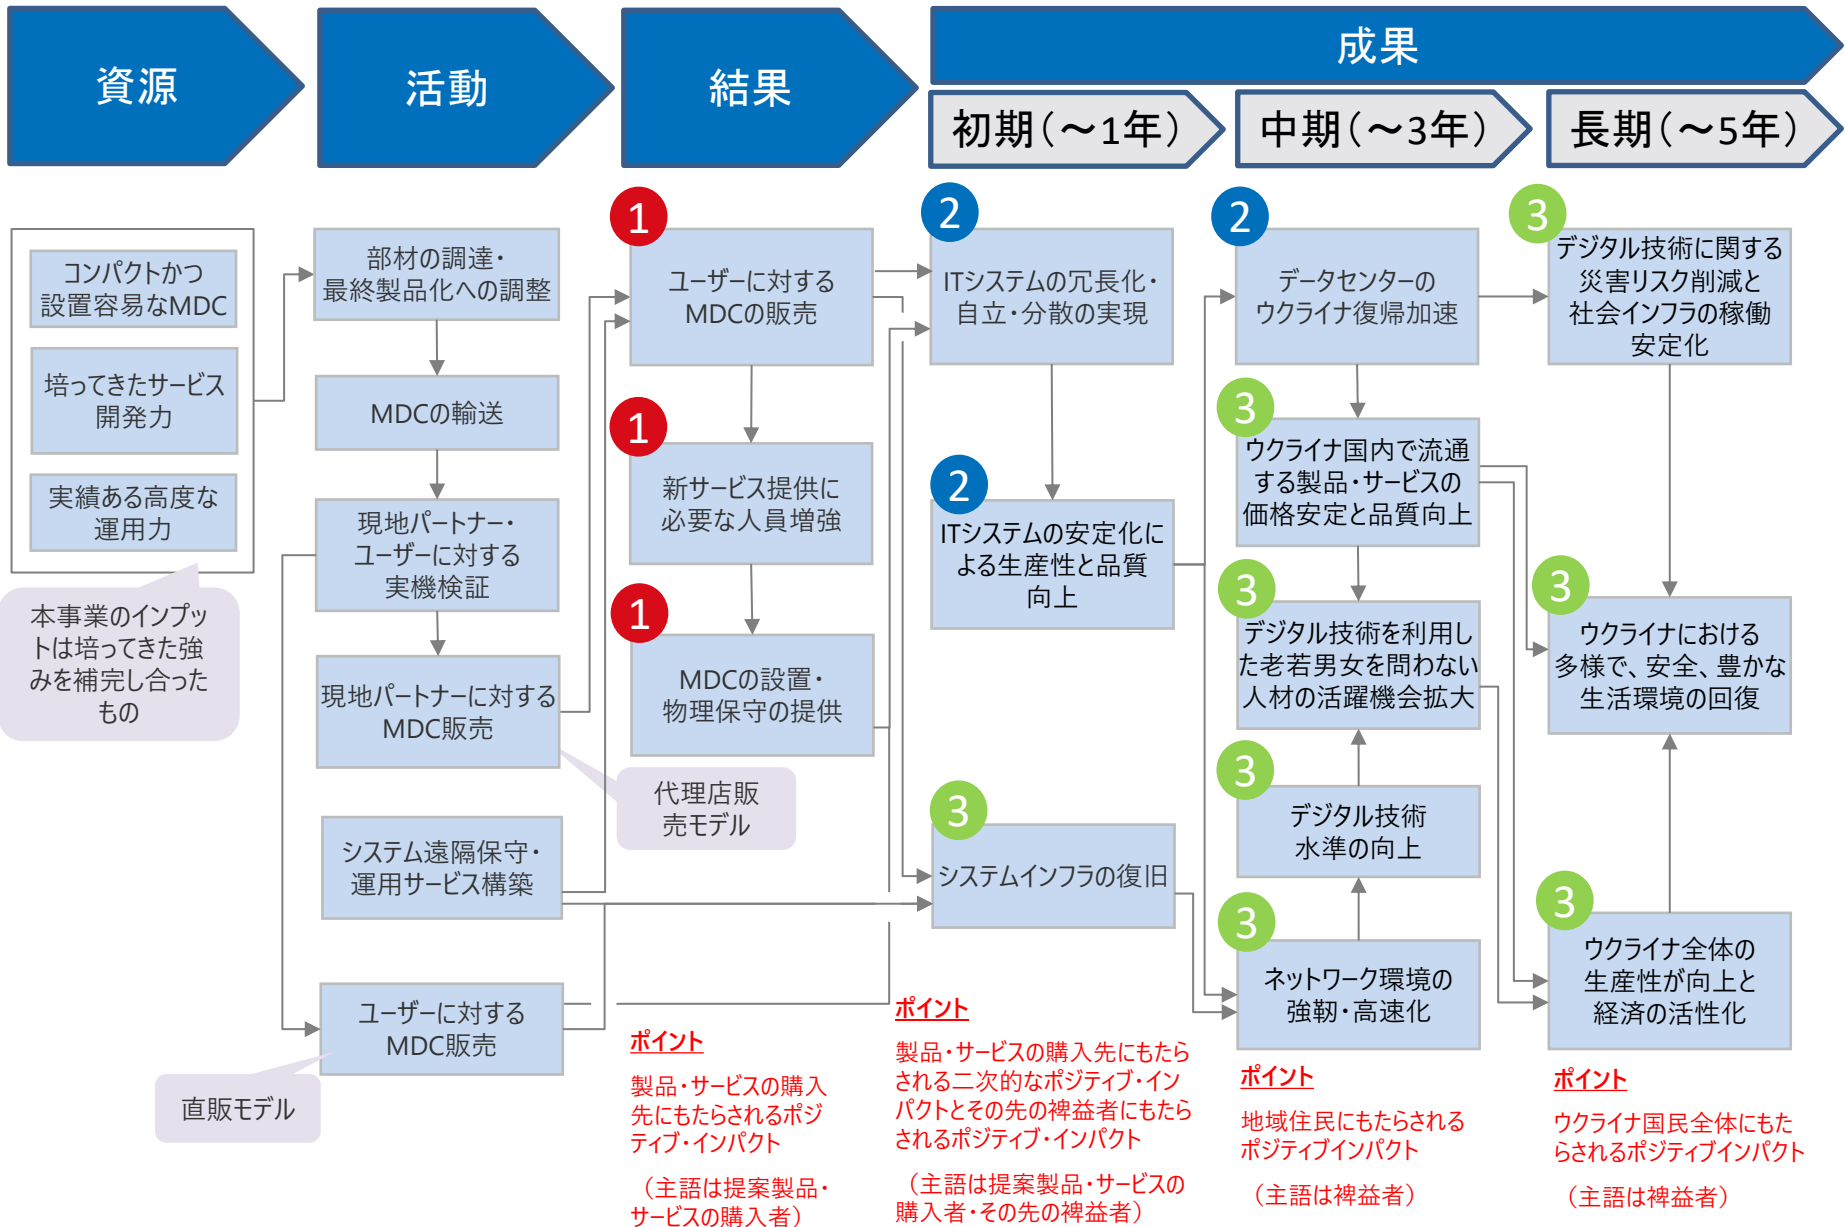 資源
活動
結果
成果
初期(～1年)
中期(～3年)
長期(～5年)
コンパクトかつ
設置容易なMDC
培ってきたサービス
開発力
実績ある高度な
運用力
本事業のインプッ
トは培ってきた強
みを補完し合った
もの
部材の調達・
最終製品化への調整
MDCの輸送
現地パートナー・
ユーザーに対する
実機検証
現地パートナーに対する
MDC販売
代理店販
売モデル
システム遠隔保守・
運用サービス構築
ユーザーに対する
MDC販売
直販モデル
1
ユーザーに対する
MDCの販売
1
新サービス提供に
必要な人員増強
1
MDCの設置・
物理保守の提供
ポイント
製品・サービスの購入
先にもたらされるポジ
ティブ・インパクト
（主語は提案製品・
サービスの購入者）
2
ITシステムの冗長化・
自立・分散の実現
2
ITシステムの安定化に
よる生産性と品質
向上
3
システムインフラの復旧
ポイント
製品・サービスの購入先にもたら
される二次的なポジティブ・イン
パクトとその先の裨益者にもたら
されるポジティブ・インパクト
（主語は提案製品・サービスの
購入者・その先の裨益者）
2
データセンターの
ウクライナ復帰加速
3
ウクライナ国内で流通
する製品・サービスの
価格安定と品質向上
3
デジタル技術を利用し
た老若男女を問わない
人材の活躍機会拡大
3
デジタル技術
水準の向上
3
ネットワーク環境の
強靭・高速化
ポイント
地域住民にもたらされる
ポジティブインパクト
（主語は裨益者）
3
デジタル技術に関する
災害リスク削減と
社会インフラの稼働
安定化
3
ウクライナにおける
多様で、安全、豊かな
生活環境の回復
3
ウクライナ全体の
生産性が向上と
経済の活性化
ポイント
ウクライナ国民全体にもた
らされるポジティブインパクト
（主語は裨益者）